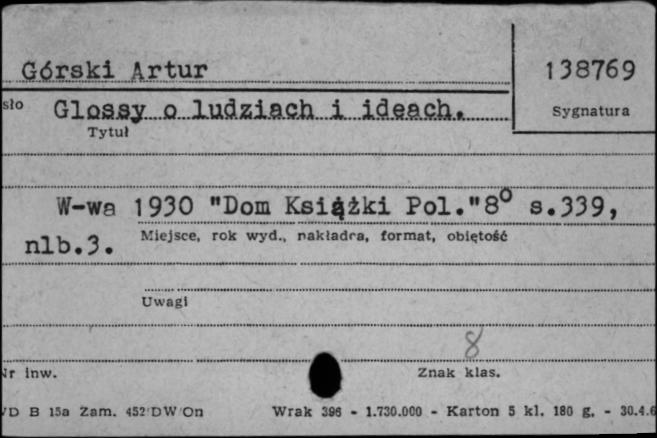 Górski Artur
138769
sło Glossy o ludziach i ideach.
Sygnatura
Tytuł
W-wa 1930 "Dom Książki Pol."8° s.339,
nlb.3.
Miejsce, rok wyd., nakładca, format, objętość
Uwagi
8
Nr inw.
Znak klas.
/D B 15a Zam. 452 DW On Wrak 396 - 1.730.000 - Karton 5 kl. 180 g. - 30.4.6